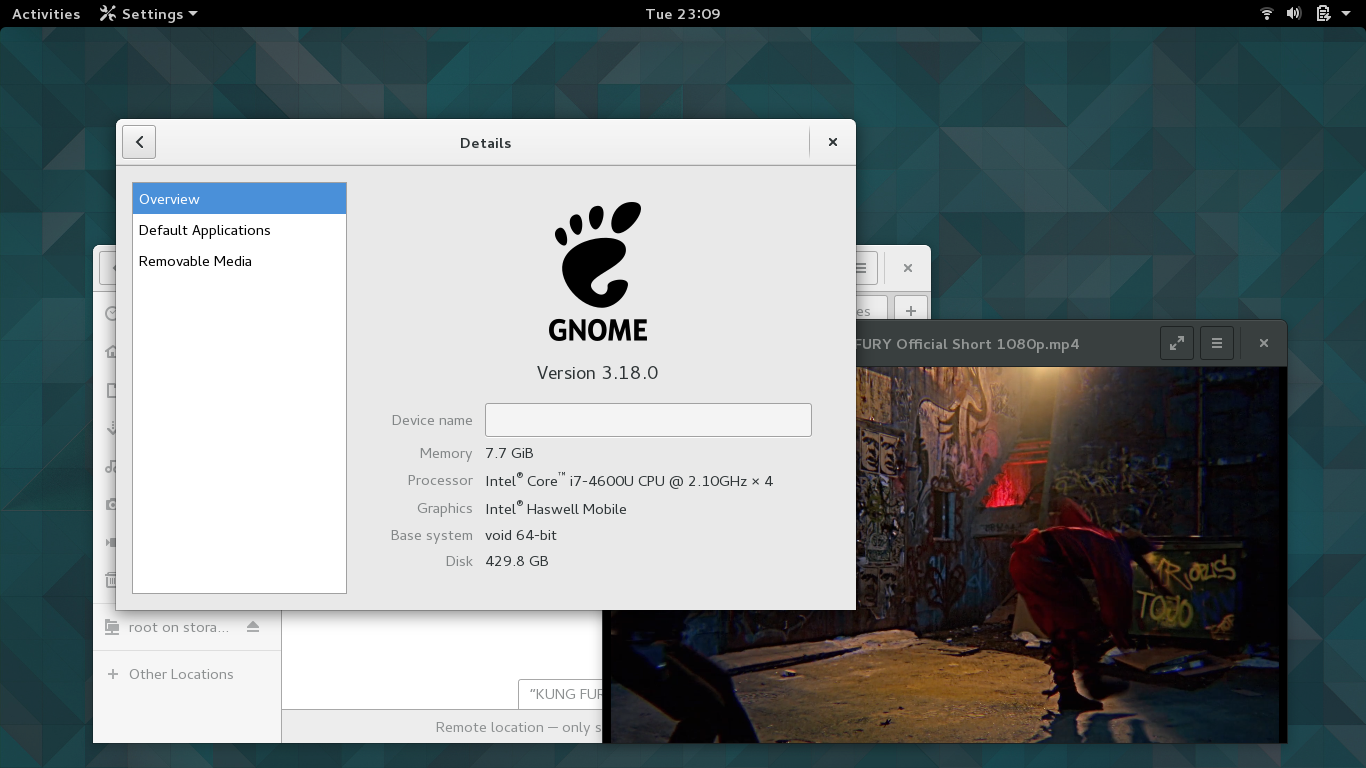 Activities
Settings
Tue 23:09
Details
Overview
Default Applications
Removable Media
GNOME
Version 3.18.0
Device name
Memory 7.7 GiB
Processor Intel® Core™ i7-4600U CPU @ 2.10GHz × 4
Graphics Intel® Haswell Mobile
Base system void 64-bit
Disk 429.8 GB
FURY Official Short 1080p.mp4
root on stora...
Other Locations
"KUNG FUR
Remote location — only s
TODO